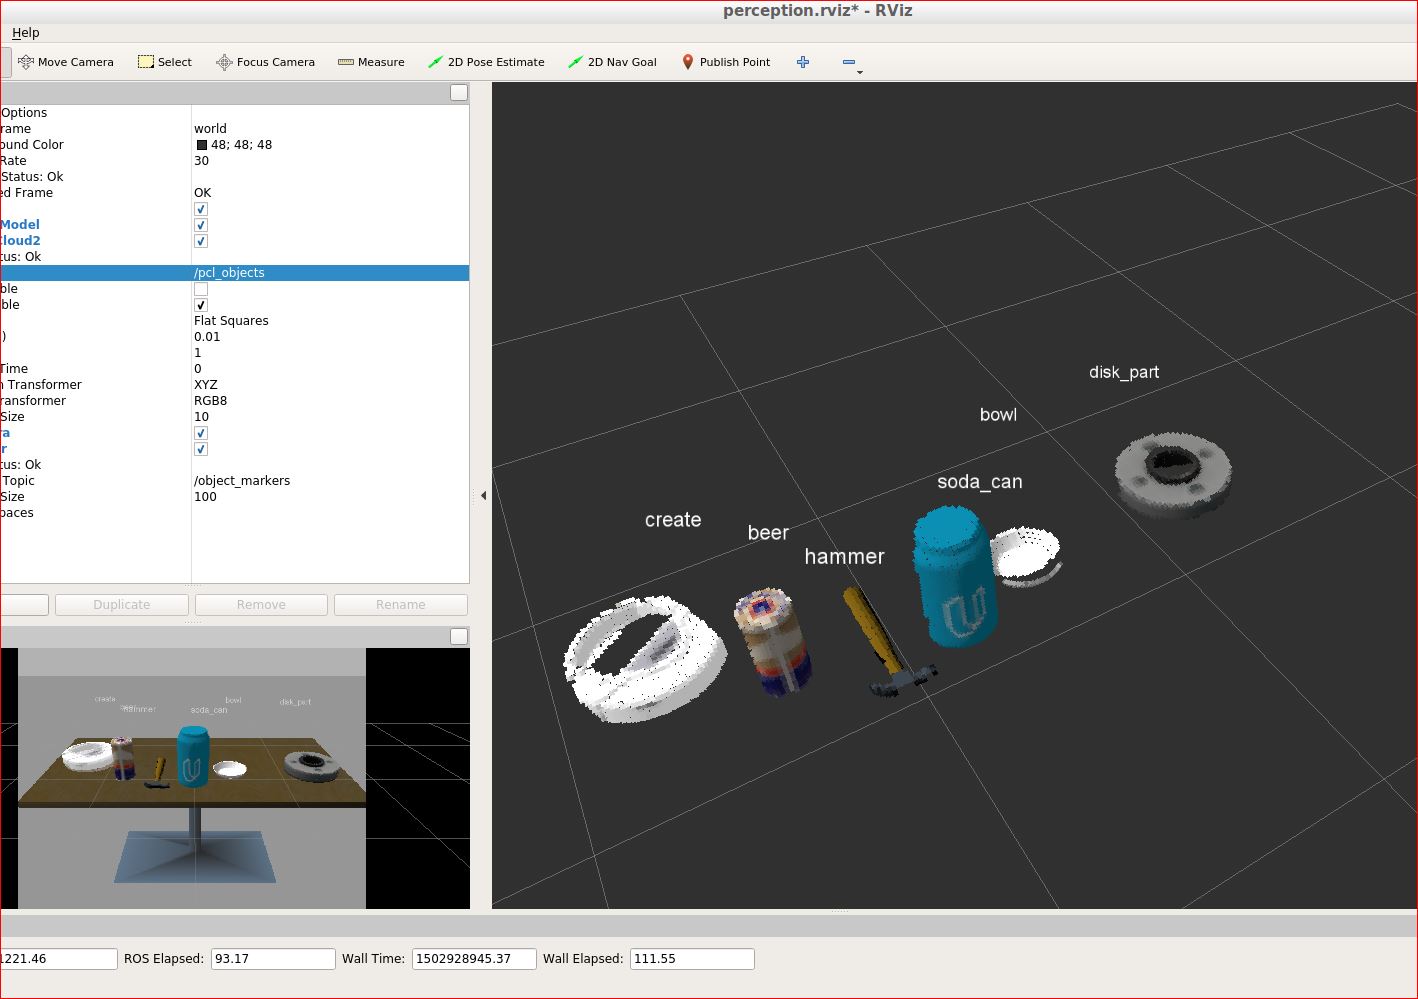 perception.rviz* - RViz
Help
Move Camera Select Focus Camera Measure 2D Pose Estimate 2D Nav Goal Publish Point
Options
rame world
ound Color 48; 48; 48
Rate 30
Status: Ok
ed Frame OK
Model
Cloud2
tus: Ok
/pcl_objects
ble
ble
Flat Squares
) 0.01
1
Time 0
n Transformer XYZ
ransformer RGB8
Size 10
ra
r
tus: Ok
Topic /object_markers
Size 100
paces
Duplicate Remove Rename
create
hammer
soda_can
bowl
disk_part
disk_part
bowl
soda_can
create
beer
hammer
1221.46 ROS Elapsed: 93.17 Wall Time: 1502928945.37 Wall Elapsed: 111.55